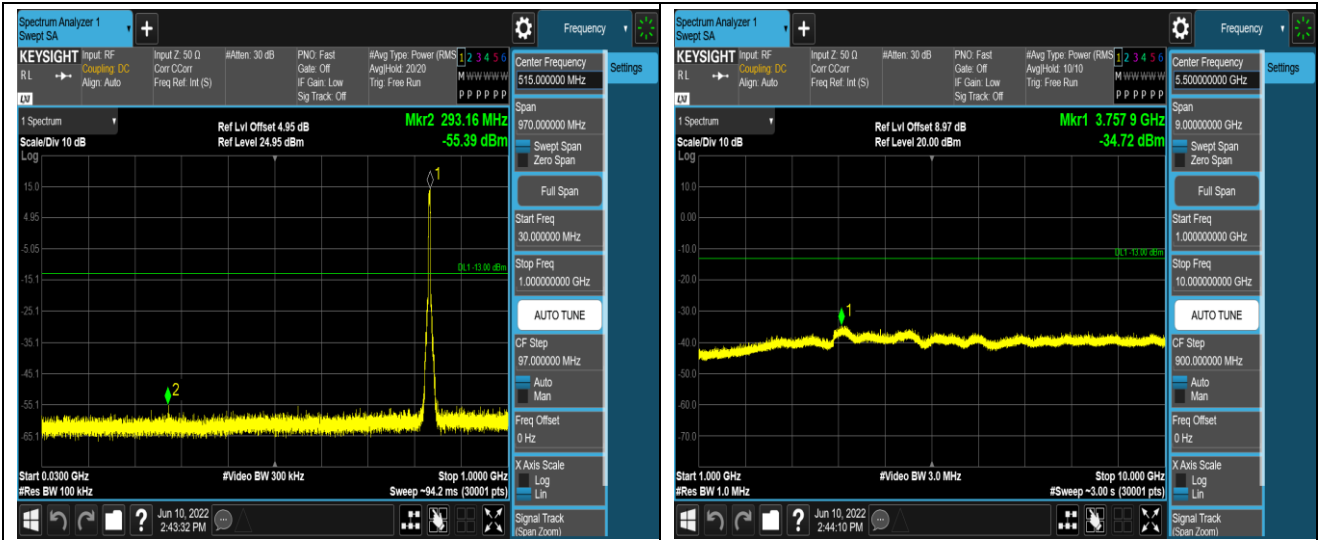 Spectrum Analyzer 1
Swept SA
+
Frequency
KEYSIGHT
RL
Input: RF
Coupling: DC
Align: Auto
Input Z: 50 Ω
Corr CCorr
Freq Ref: Int (S)
#Atten: 30 dB
PNO: Fast
Gate: Off
IF Gain: Low
Sig Track: Off
#Avg Type: Power (RMS
Avg|Hold: 20/20
Trig: Free Run
1 2 3 4 5 6
M W W W W W
P P P P P P
Center Frequency
515.000000 MHz
Settings
Span
970.000000 MHz
Swept Span
Zero Span
Full Span
Start Freq
30.000000 MHz
Stop Freq
1.000000000 GHz
AUTO TUNE
CF Step
97.000000 MHz
Auto
Man
Freq Offset
0 Hz
X Axis Scale
Log
Lin
Signal Track
(Span Zoom)
1 Spectrum
Scale/Div 10 dB
Log
Ref Lvl Offset 4.95 dB
Ref Level 24.95 dBm
Mkr2 293.16 MHz
-55.39 dBm
1
15.0
4.95
-5.05
DL1 -13.00 dBm
-15.1
-25.1
-35.1
-45.1
2
-55.1
-65.1
Start 0.0300 GHz
#Res BW 100 kHz
#Video BW 300 kHz
Stop 1.0000 GHz
Sweep ~94.2 ms (30001 pts)
?
Jun 10, 2022
2:43:32 PM
Spectrum Analyzer 1
Swept SA
+
Frequency
KEYSIGHT
RL
Input: RF
Coupling: DC
Align: Auto
Input Z: 50 Ω
Corr CCorr
Freq Ref: Int (S)
#Atten: 30 dB
PNO: Fast
Gate: Off
IF Gain: Low
Sig Track: Off
#Avg Type: Power (RMS
Avg|Hold: 10/10
Trig: Free Run
1 2 3 4 5 6
M W W W W W
P P P P P P
Center Frequency
5.500000000 GHz
Settings
Span
9.00000000 GHz
Swept Span
Zero Span
Full Span
Start Freq
1.000000000 GHz
Stop Freq
10.000000000 GHz
AUTO TUNE
CF Step
900.000000 MHz
Auto
Man
Freq Offset
0 Hz
X Axis Scale
Log
Lin
Signal Track
(Span Zoom)
1 Spectrum
Scale/Div 10 dB
Log
Ref Lvl Offset 8.97 dB
Ref Level 20.00 dBm
Mkr1 3.757 9 GHz
-34.72 dBm
10.0
0.00
-10.0
DL1 -13.00 dBm
-20.0
-30.0
1
-40.0
-50.0
-60.0
-70.0
Start 1.000 GHz
#Res BW 1.0 MHz
#Video BW 3.0 MHz
Stop 10.000 GHz
#Sweep ~3.00 s (30001 pts)
?
Jun 10, 2022
2:44:10 PM